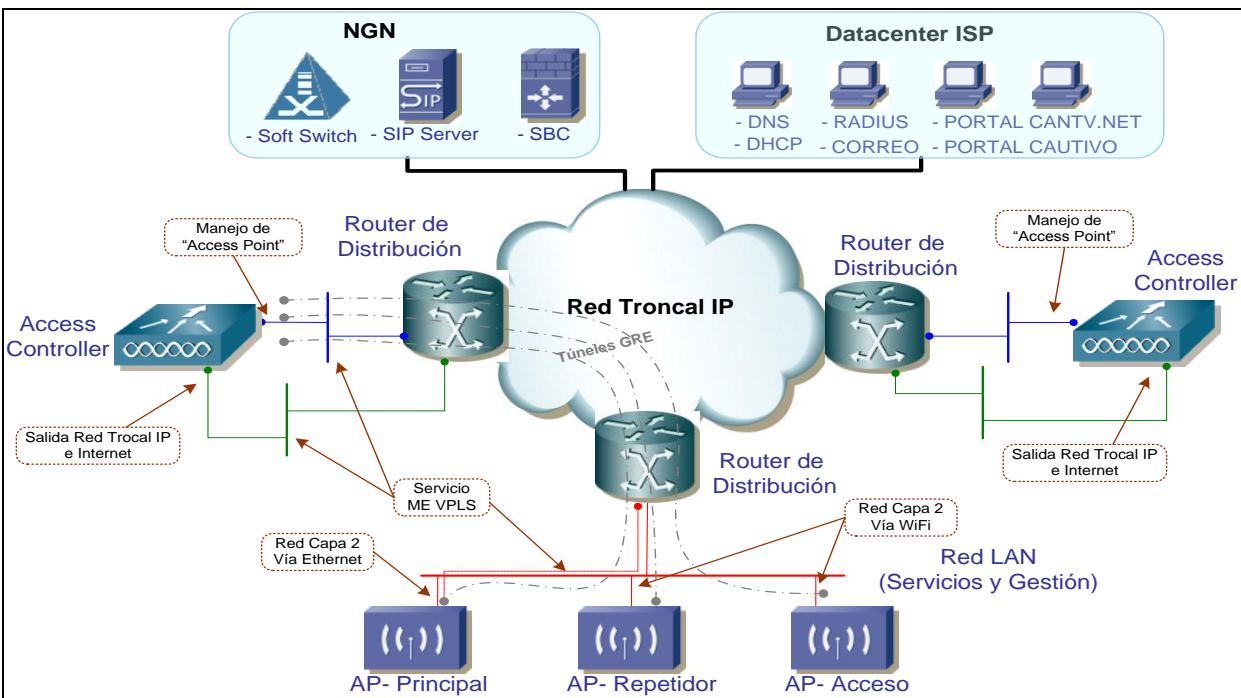 NGN
- Soft Switch
- SIP Server
SIP
- SBC
Datacenter ISP
- DNS
- DHCP
- RADIUS
- CORREO
- PORTAL CANTV.NET
- PORTAL CAUTIVO
Manejo de
“Access Point”
Router de
Distribución
Access
Controller
Salida Red Trocal IP
e Internet
Red Troncal IP
Túneles GRE
Router de
Distribución
Manejo de
“Access Point”
Access
Controller
Salida Red Trocal IP
e Internet
Router de
Distribución
Servicio
ME VPLS
Red Capa 2
Vía Ethernet
Red Capa 2
Vía WiFi
Red LAN
(Servicios y Gestión)
AP- Principal
AP- Repetidor
AP- Acceso